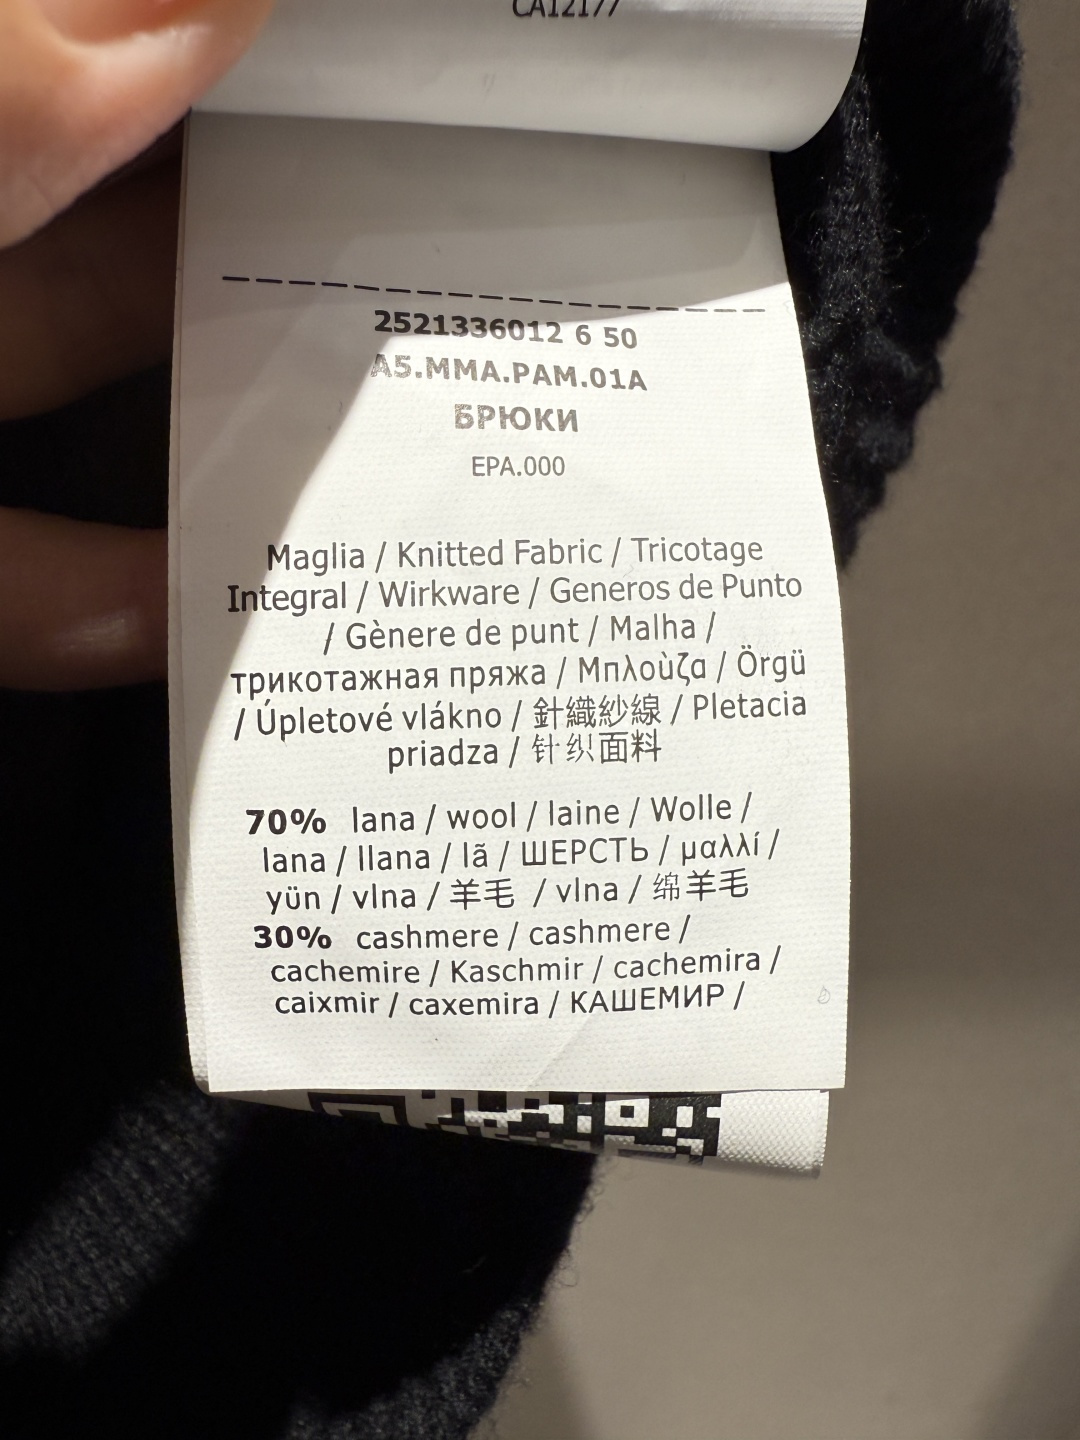 CA12177
2521336012 6 50
A5.MMA.PAM.01A
БРЮКИ
EPA.000
Maglia / Knitted Fabric / Tricotage
Integral / Wirkware / Generos de Punto
/ Gènere de punt / Malha /
трикотажная пряжа / Μπλοùζα / Örgü
/ Úpletové vlákno / 針織紗線 / Pletacia
priadza / 针织面料
70% lana / wool / laine / Wolle /
lana / llana / lã / ШЕРСТЬ / μαλλί /
yün / vlna / 羊毛 / vlna / 绵羊毛
30% cashmere / cashmere /
cachemire / Kaschmir / cachemira /
caixmir / caxemira / КАШЕМИР /